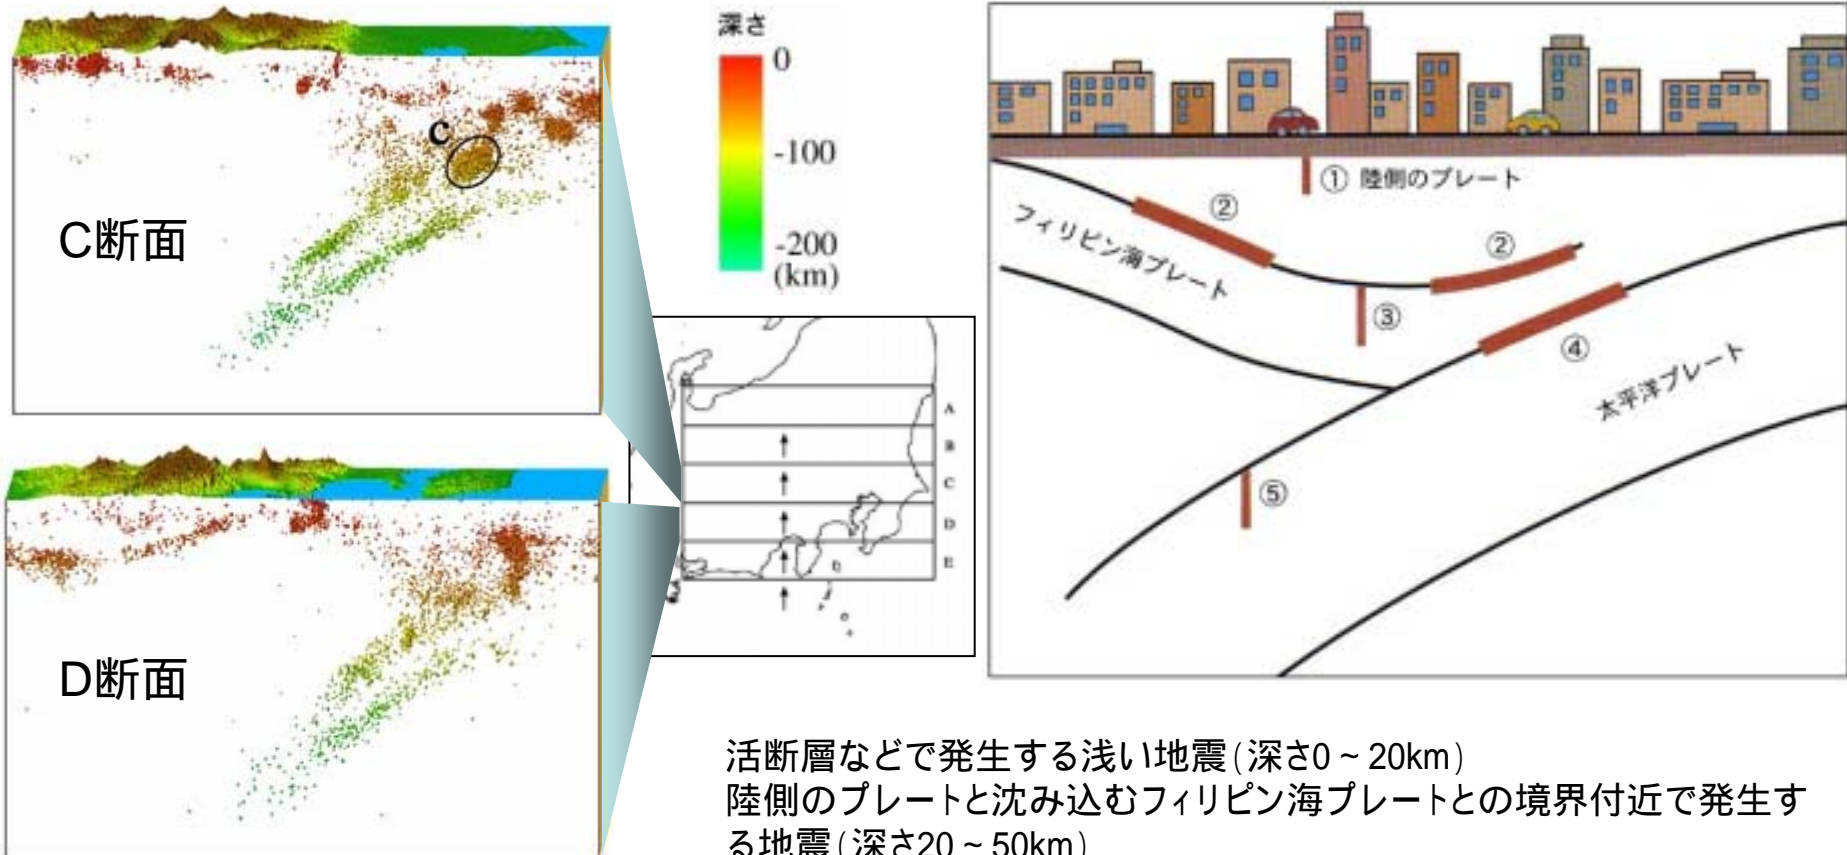 深さ
0
-100
-200
(km)
C
C断面
D断面
A
B
C
D
E
① 陸側のプレート
②
②
フィリピン海プレート
③
④
太平洋プレート
⑤
活断層などで発生する浅い地震(深さ0~20km)
陸側のプレートと沈み込むフィリピン海プレートとの境界付近で発生す
る地震(深さ20~50km)